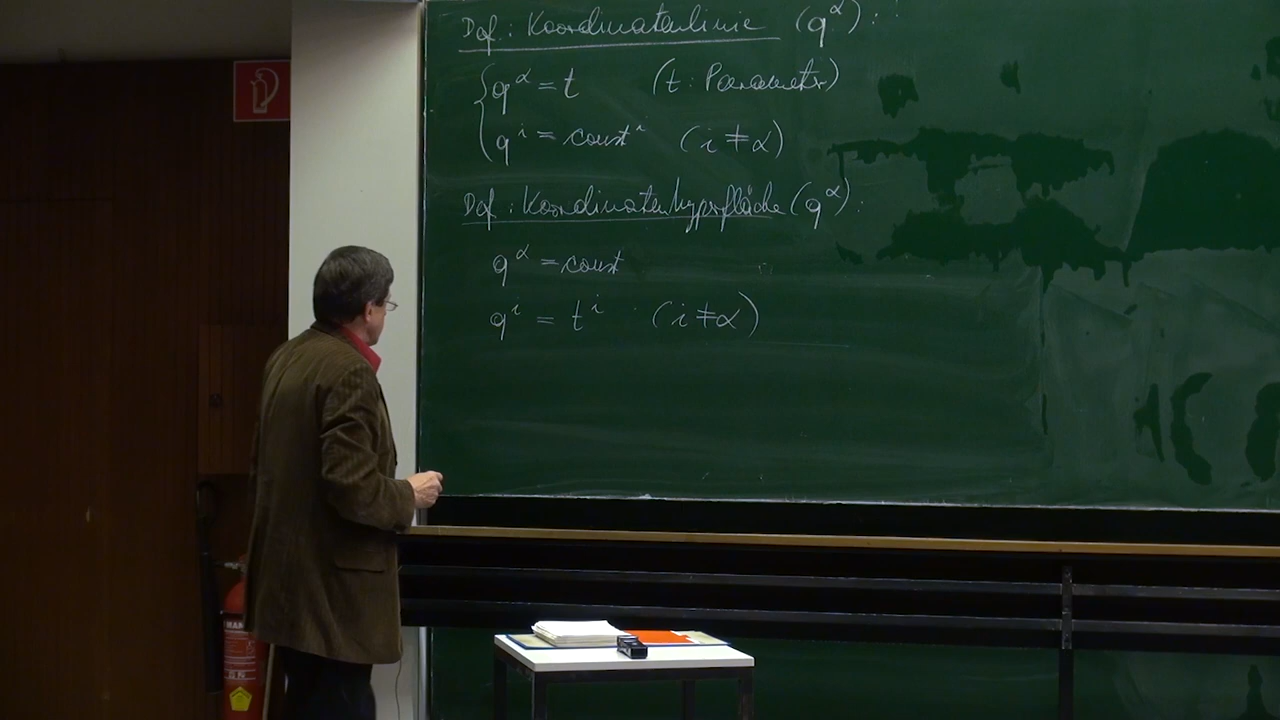 Def.: Koordinatenlinie (q^α):
{ q^α = t (t: Parameter)
q^i = const^i (i ≠ α)
Def.: Koordinatenhyperfläche (q^α):
q^α = const
q^i = t^i (i ≠ α)